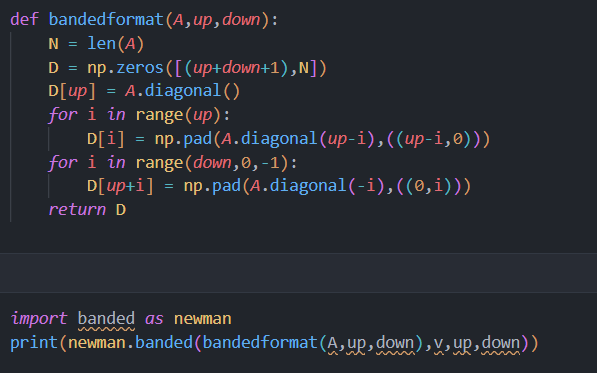 def bandedformat(A,up,down):
    N = len(A)
    D = np.zeros([(up+down+1),N])
    D[up] = A.diagonal()
    for i in range(up):
        D[i] = np.pad(A.diagonal(up-i),((up-i,0)))
    for i in range(down,0,-1):
        D[up+i] = np.pad(A.diagonal(-i),((0,i)))
    return D
import banded as newman
print(newman.banded(bandedformat(A,up,down),v,up,down))